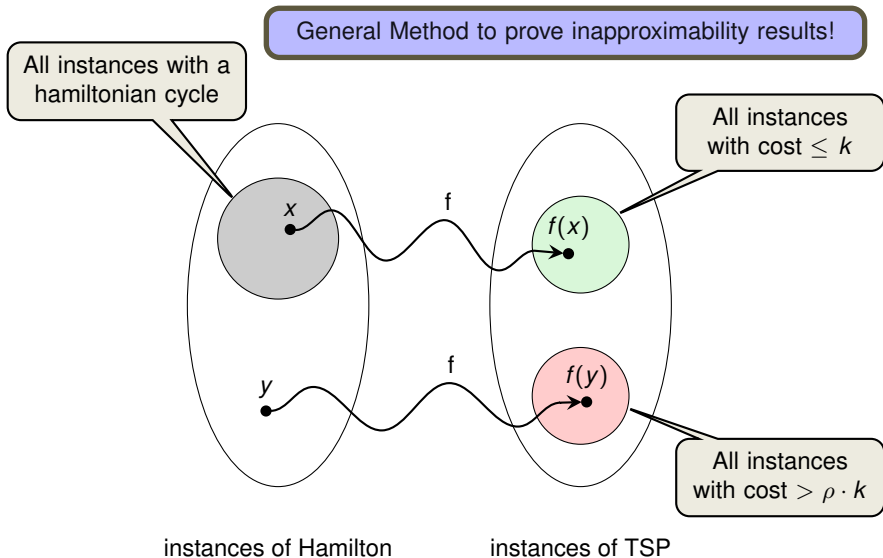 General Method to prove inapproximability results!
All instances with a
hamiltonian cycle
All instances
with cost ≤ k
x
f
f(x)
y
f
f(y)
All instances
with cost > ρ · k
instances of Hamilton
instances of TSP